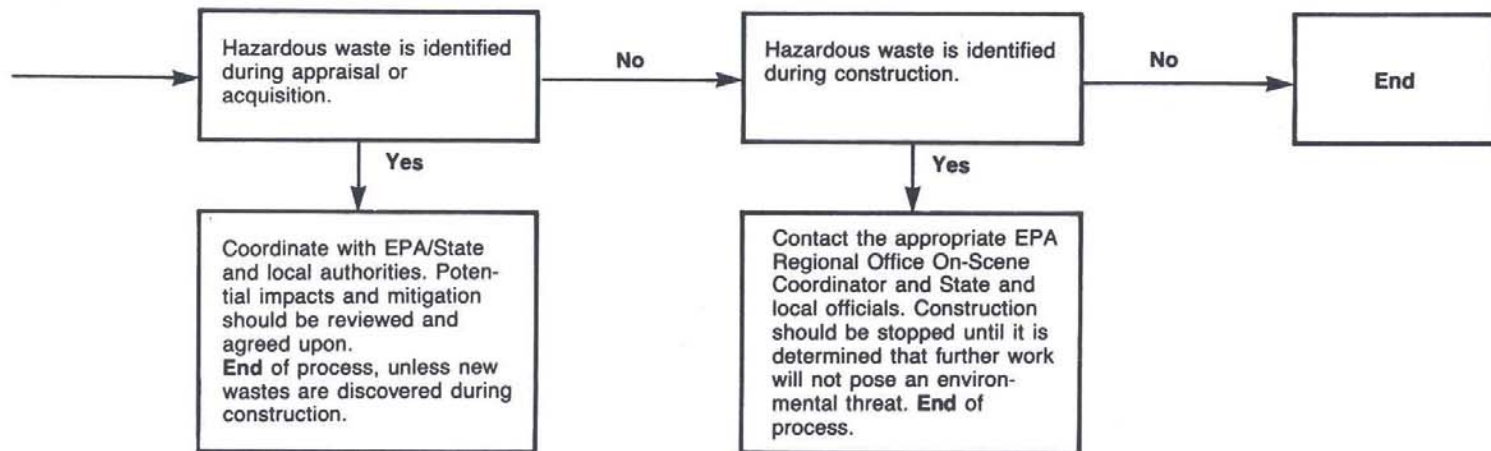 Hazardous waste is identified
during appraisal or
acquisition.
No
Hazardous waste is identified
during construction.
No
End
Yes
Yes
Coordinate with EPA/State
and local authorities. Poten-
tial impacts and mitigation
should be reviewed and
agreed upon.
End of process, unless new
wastes are discovered during
construction.
Contact the appropriate EPA
Regional Office On-Scene
Coordinator and State and
local officials. Construction
should be stopped until it is
determined that further work
will not pose an environ-
mental threat. End of
process.